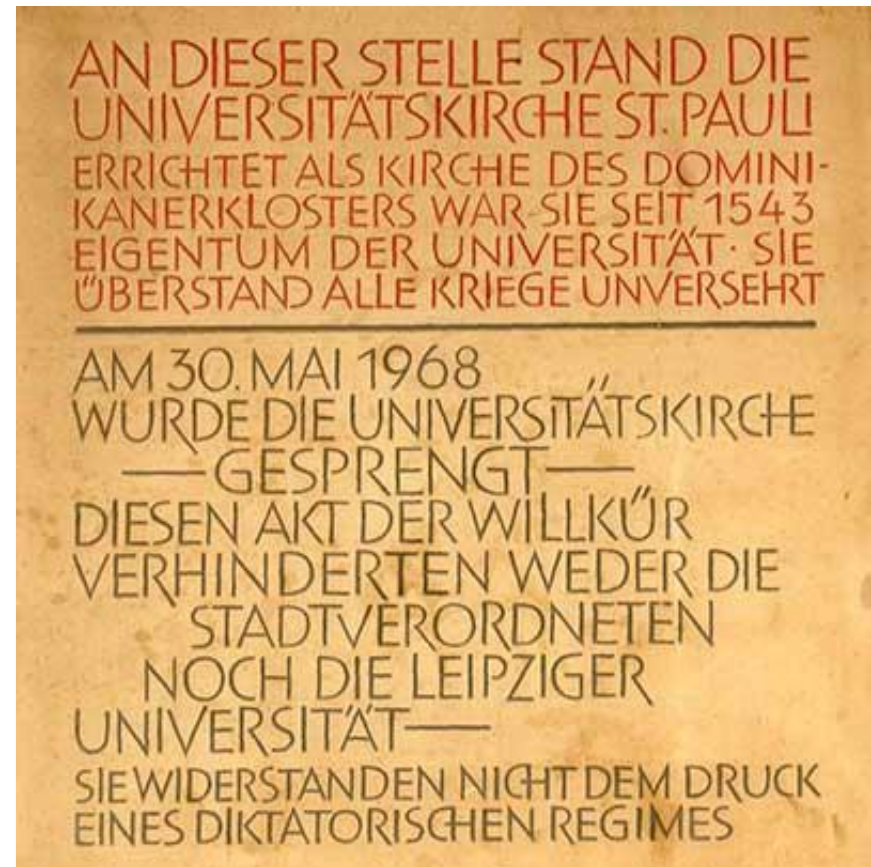 AN DIESER STELLE STAND DIE
UNIVERSITÄTSKIRCHE ST. PAULI
ERRICHTET ALS KIRCHE DES DOMINI-
KANERKLOSTERS WAR SIE SEIT 1543
EIGENTUM DER UNIVERSITÄT · SIE
ÜBERSTAND ALLE KRIEGE UNVERSEHRT
AM 30. MAI 1968
WURDE DIE UNIVERSITÄTSKIRCHE
— GESPRENGT —
DIESEN AKT DER WILLKÜR
VERHINDERTEN WEDER DIE
STADTVERORDNETEN
NOCH DIE LEIPZIGER
UNIVERSITÄT —
SIE WIDERSTANDEN NICHT DEM DRUCK
EINES DIKTATORISCHEN REGIMES